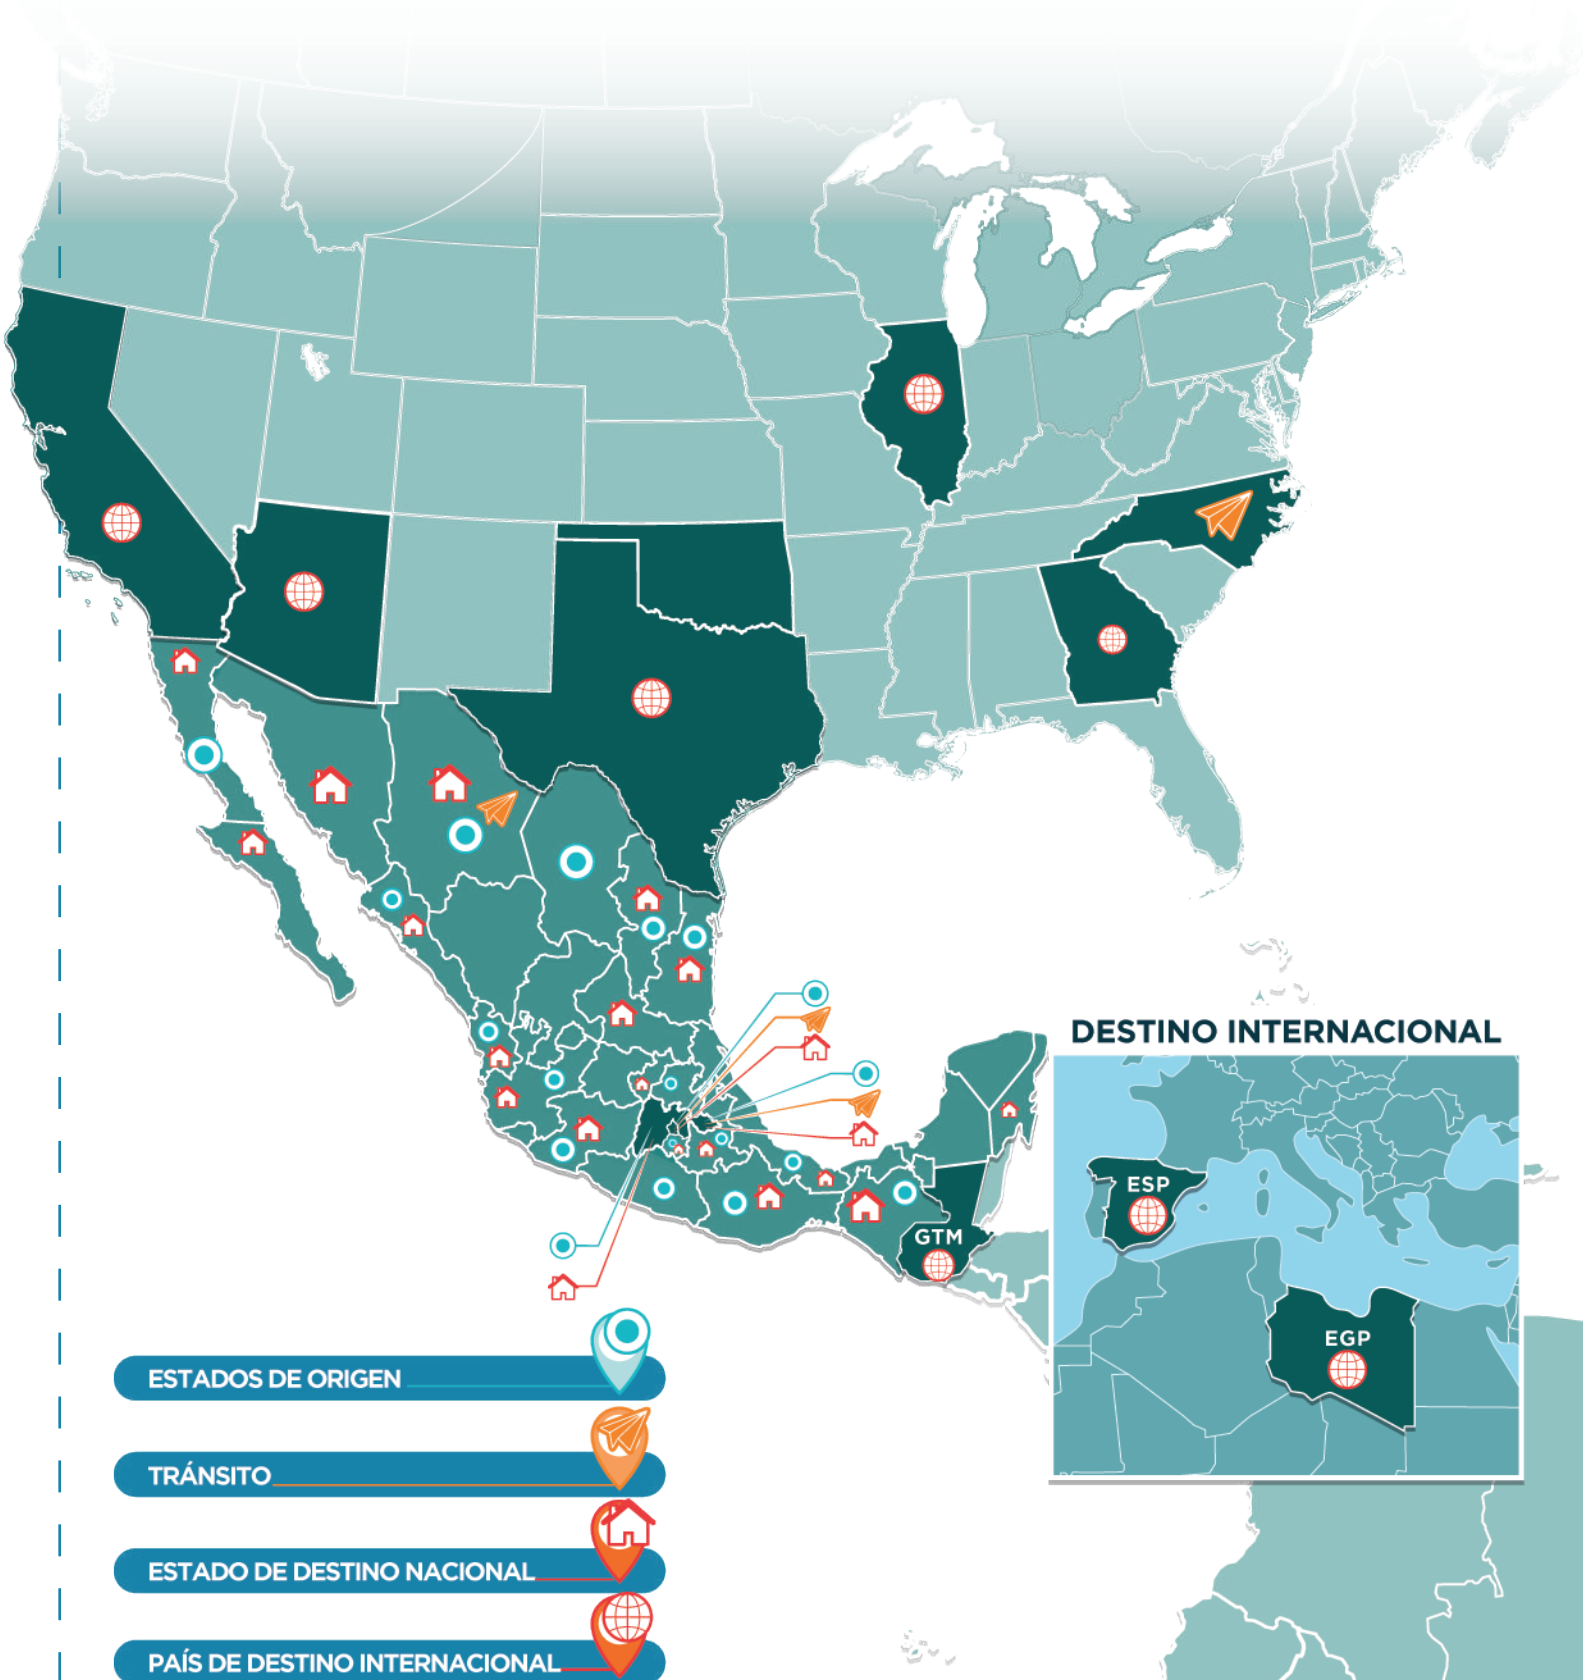 DESTINO INTERNACIONAL
ESP
GTM
EGP
ESTADOS DE ORIGEN
TRÁNSITO
ESTADO DE DESTINO NACIONAL
PAÍS DE DESTINO INTERNACIONAL